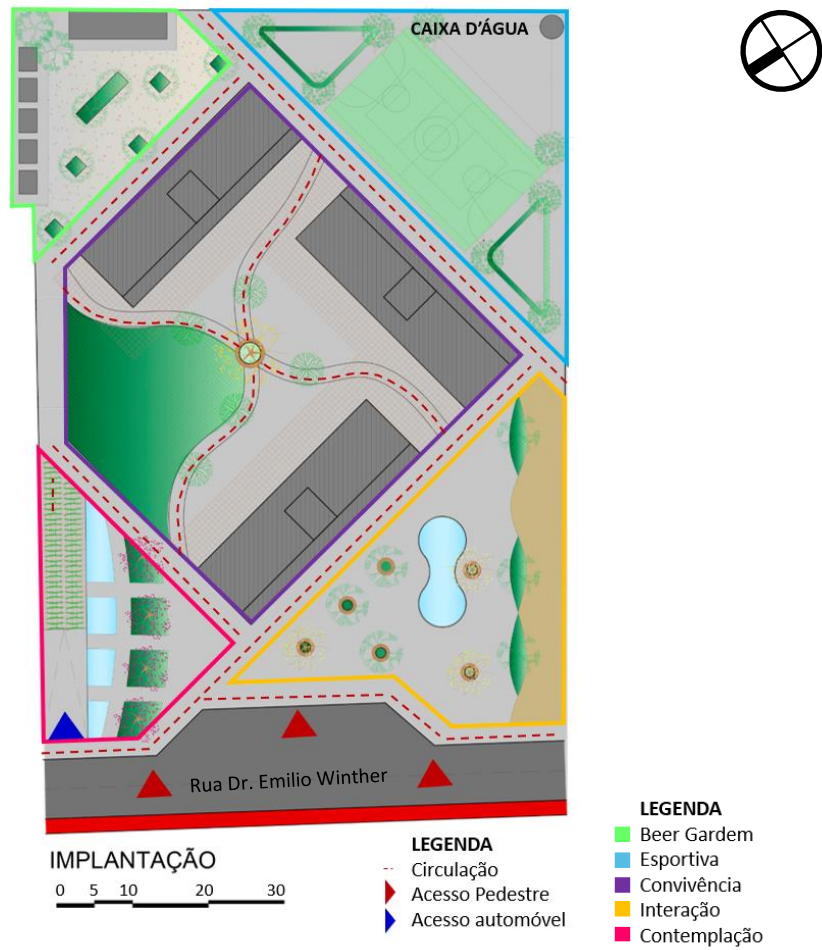 CAIXA D'ÁGUA
Rua Dr. Emilio Winther
IMPLANTAÇÃO
0 5 10 20 30
LEGENDA
Circulação
Acesso Pedestre
Acesso automóvel
LEGENDA
Beer Gardem
Esportiva
Convivência
Interação
Contemplação